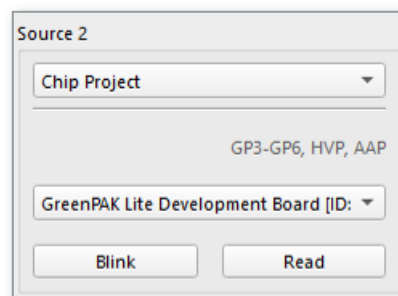 Source 2
Chip Project
GP3-GP6, HVP, AAP
GreenPAK Lite Development Board [ID:
Blink
Read